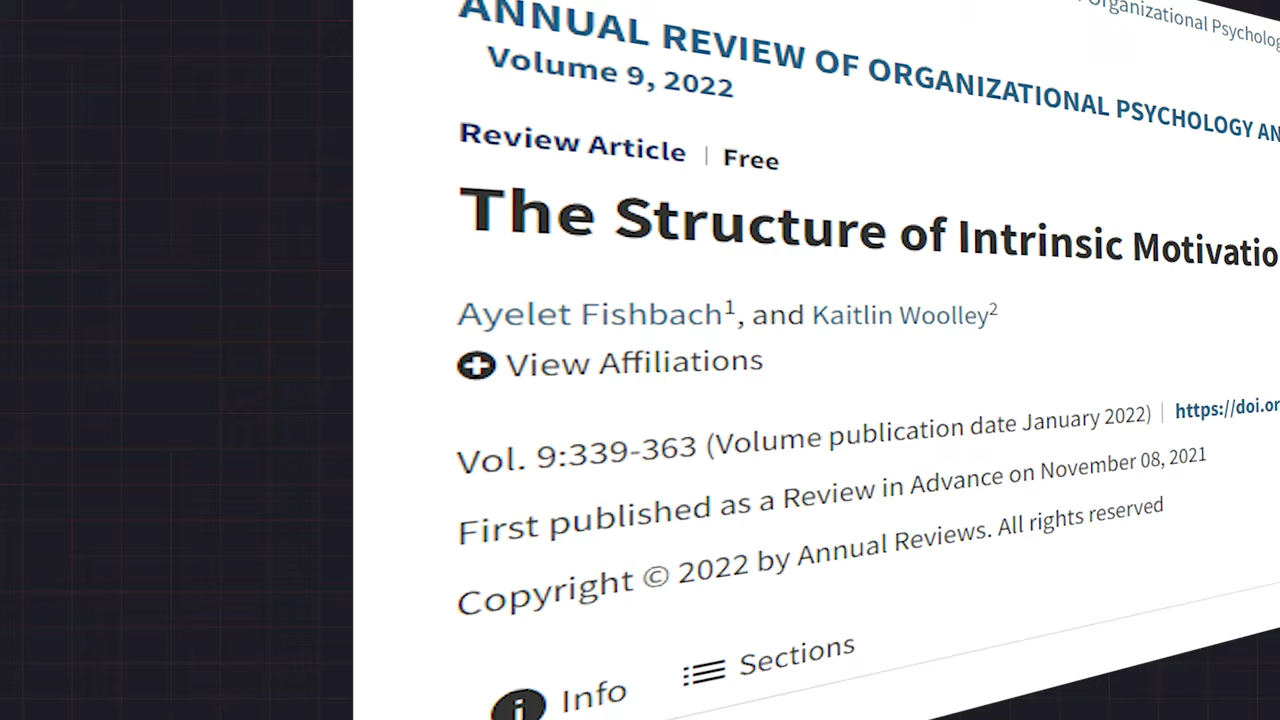 Organizational Psychology
ANNUAL REVIEW OF ORGANIZATIONAL PSYCHOLOGY AN
Volume 9, 2022
Review Article | Free
The Structure of Intrinsic Motivatio
Ayelet Fishbach1, and Kaitlin Woolley2
View Affiliations
Vol. 9:339-363 (Volume publication date January 2022) | https://doi.or
First published as a Review in Advance on November 08, 2021
Copyright © 2022 by Annual Reviews. All rights reserved
Info
Sections